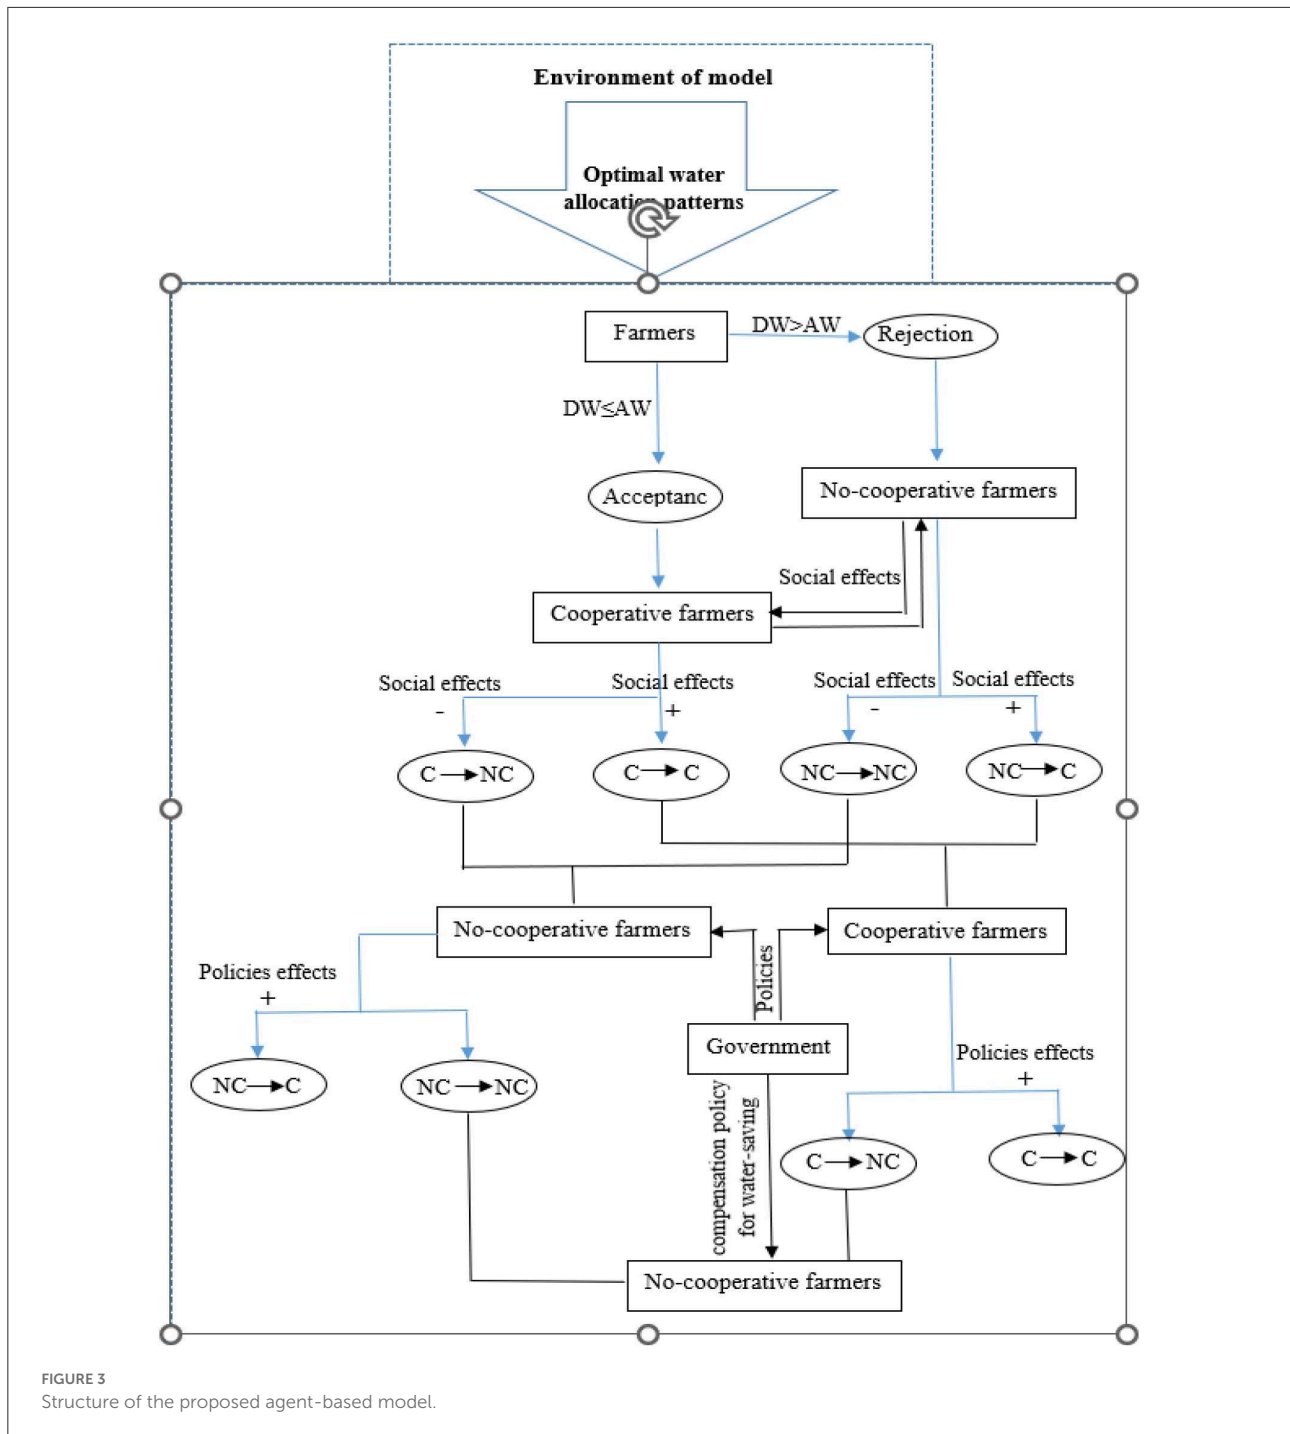 Environment of model
Optimal water
allocation patterns
Farmers
DW>AW
Rejection
DW≤AW
Acceptanc
No-cooperative farmers
Social effects
Cooperative farmers
Social effects
-
Social effects
+
Social effects
-
Social effects
+
C NC
C C
NC NC
NC C
No-cooperative farmers
Cooperative farmers
Policies
Policies effects
+
Government
Policies effects
+
NC C
NC NC
compensation policy
for water-saving
C NC
C C
No-cooperative farmers
FIGURE 3
Structure of the proposed agent-based model.